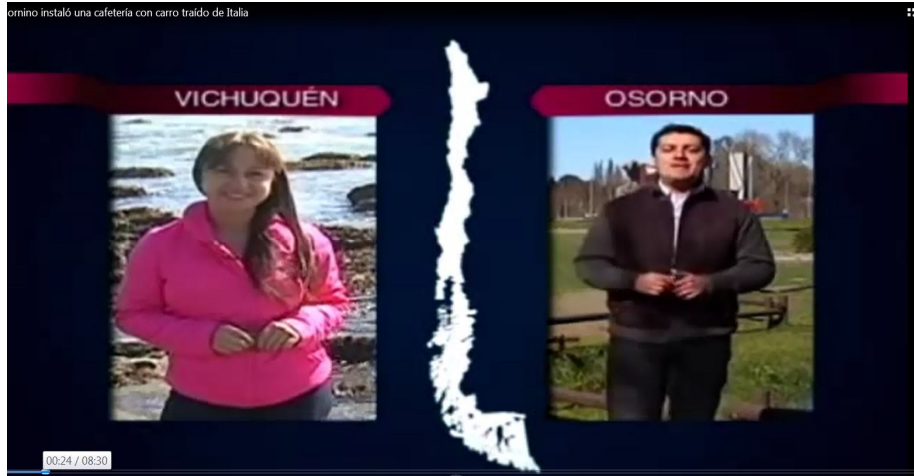 ornino instaló una cafetería con carro traído de Italia
VICHUQUÉN
OSORNO
00:24 / 08:30